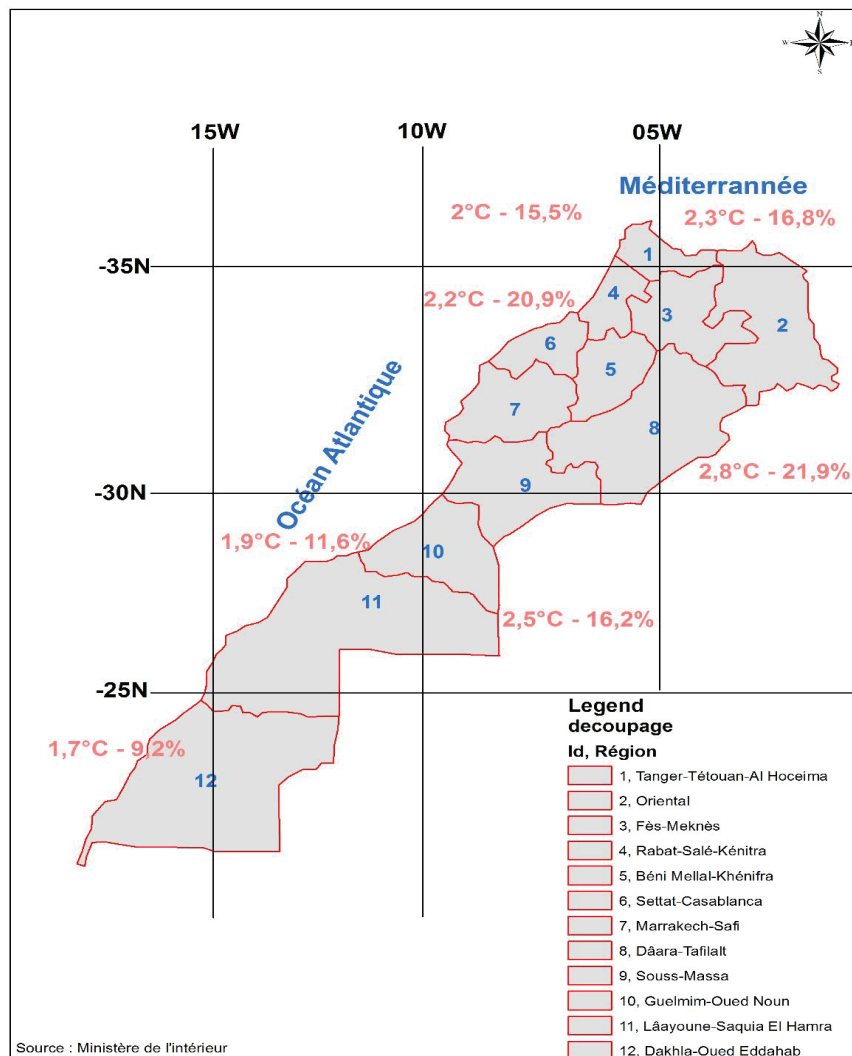 N
W
E
S
15W
10W
05W
Méditerrannée
2°C - 15,5%
2,3°C - 16,8%
-35N
1
4
2,2°C - 20,9%
3
2
6
5
7
8
Océan Atlantique
2,8°C - 21,9%
9
-30N
1,9°C - 11,6%
10
11
2,5°C - 16,2%
-25N
1,7°C - 9,2%
12
Legend
decoupage
Id, Région
1, Tanger-Tétouan-Al Hoceima
2, Oriental
3, Fès-Meknès
4, Rabat-Salé-Kénitra
5, Béni Mellal-Khénifra
6, Settat-Casablanca
7, Marrakech-Safi
8, Dâara-Tafilalt
9, Souss-Massa
10, Guelmim-Oued Noun
11, Lâayoune-Saquia El Hamra
12, Dakhla-Oued Eddahab
Source : Ministère de l'intérieur